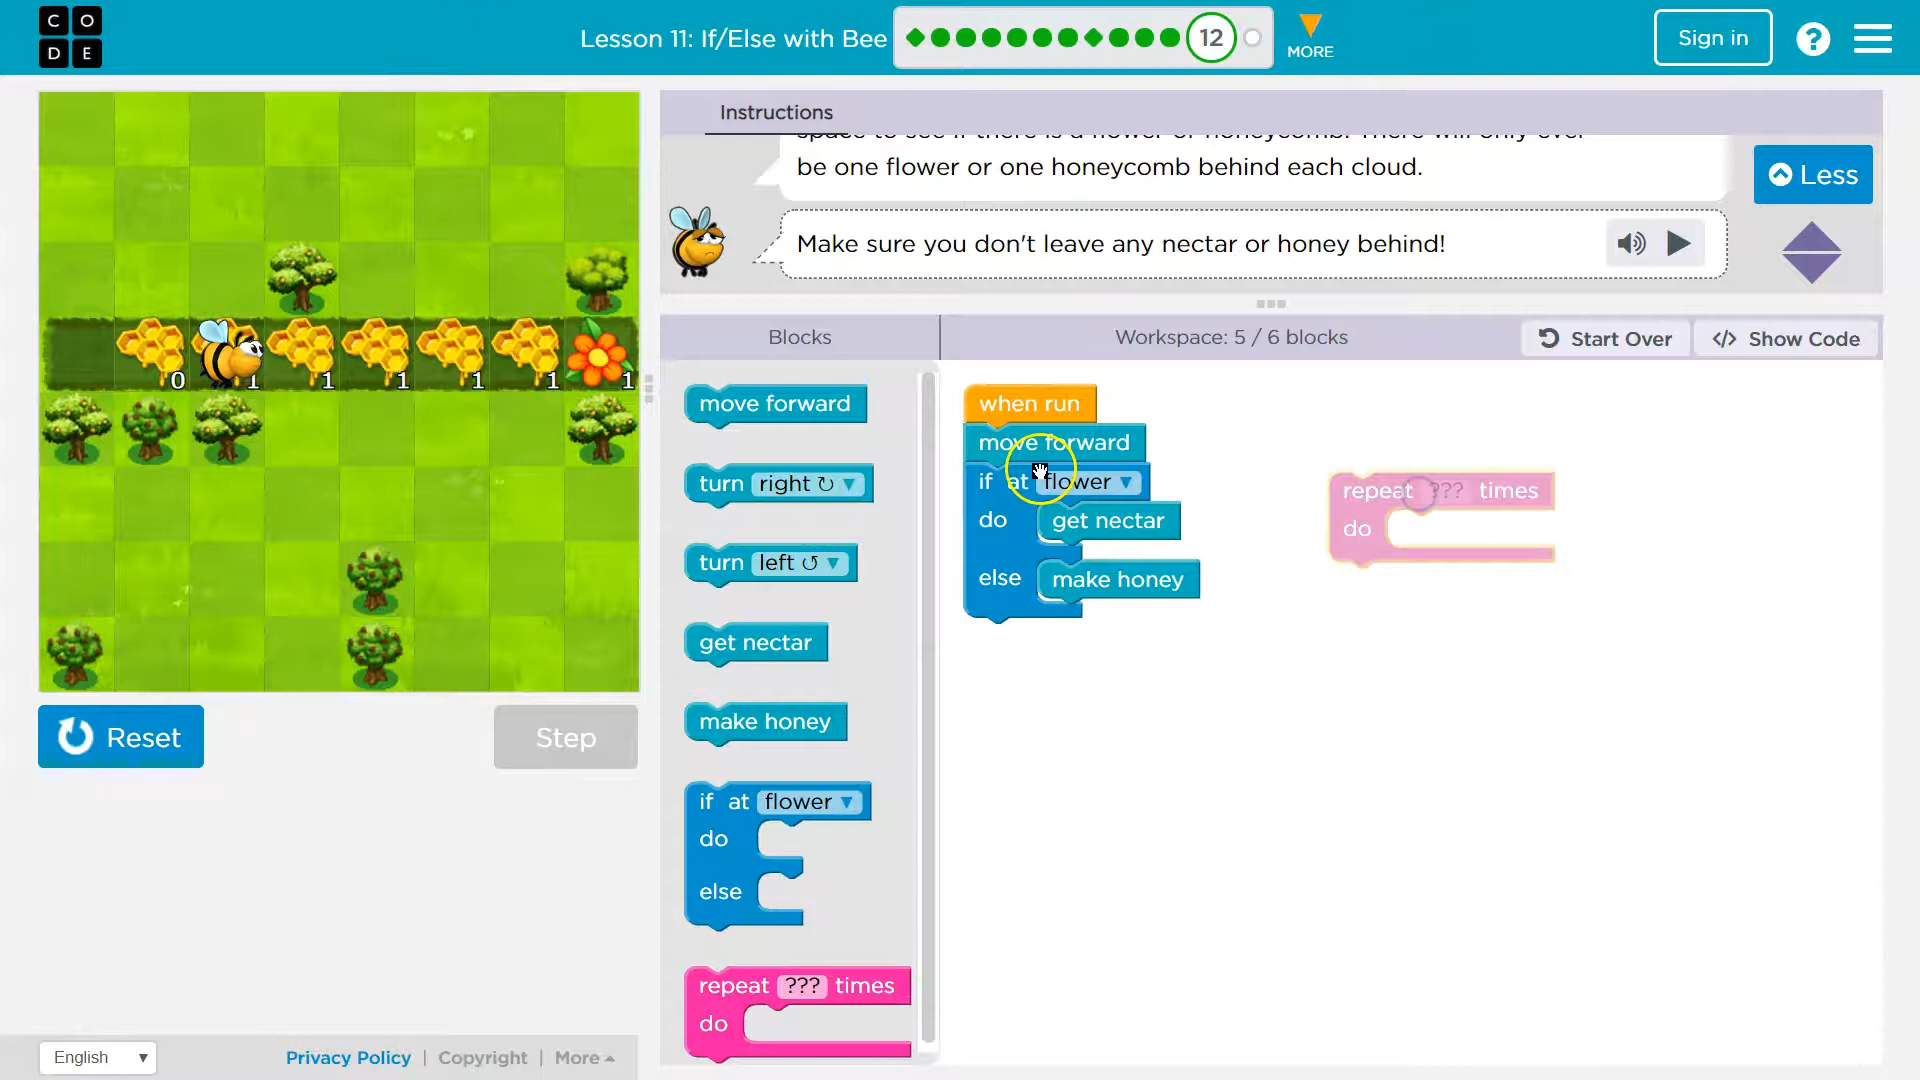 C O
D E
Lesson 11: If/Else with Bee
12
MORE
Sign in
?
Instructions
be one flower or one honeycomb behind each cloud.
Less
Make sure you don't leave any nectar or honey behind!
Blocks
Workspace: 5 / 6 blocks
Start Over
</> Show Code
0 1 1 1 1 1 1
move forward
turn right ↻ ▼
turn left ↺ ▼
get nectar
make honey
if at flower ▼
do
else
repeat ??? times
do
when run
move forward
if at flower ▼
do get nectar
else make honey
repeat ??? times
do
Reset
Step
English ▼
Privacy Policy | Copyright | More